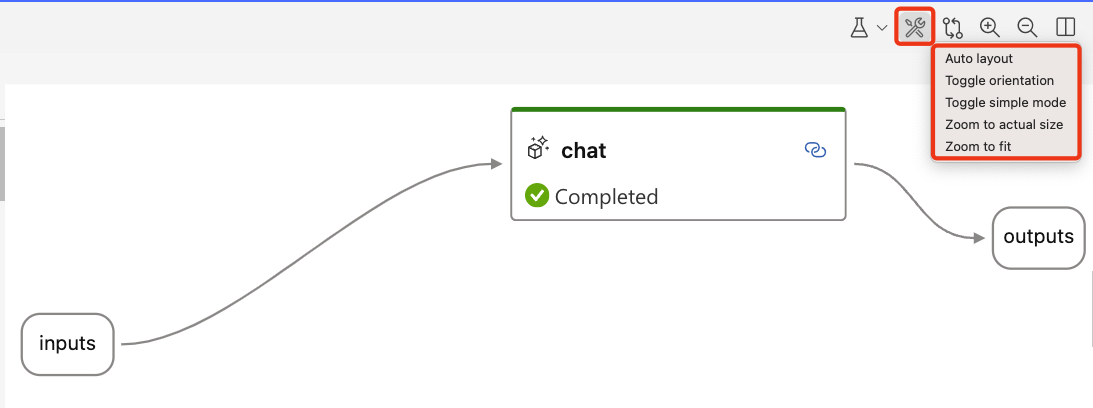 Auto layout
Toggle orientation
Toggle simple mode
Zoom to actual size
Zoom to fit
chat
Completed
outputs
inputs